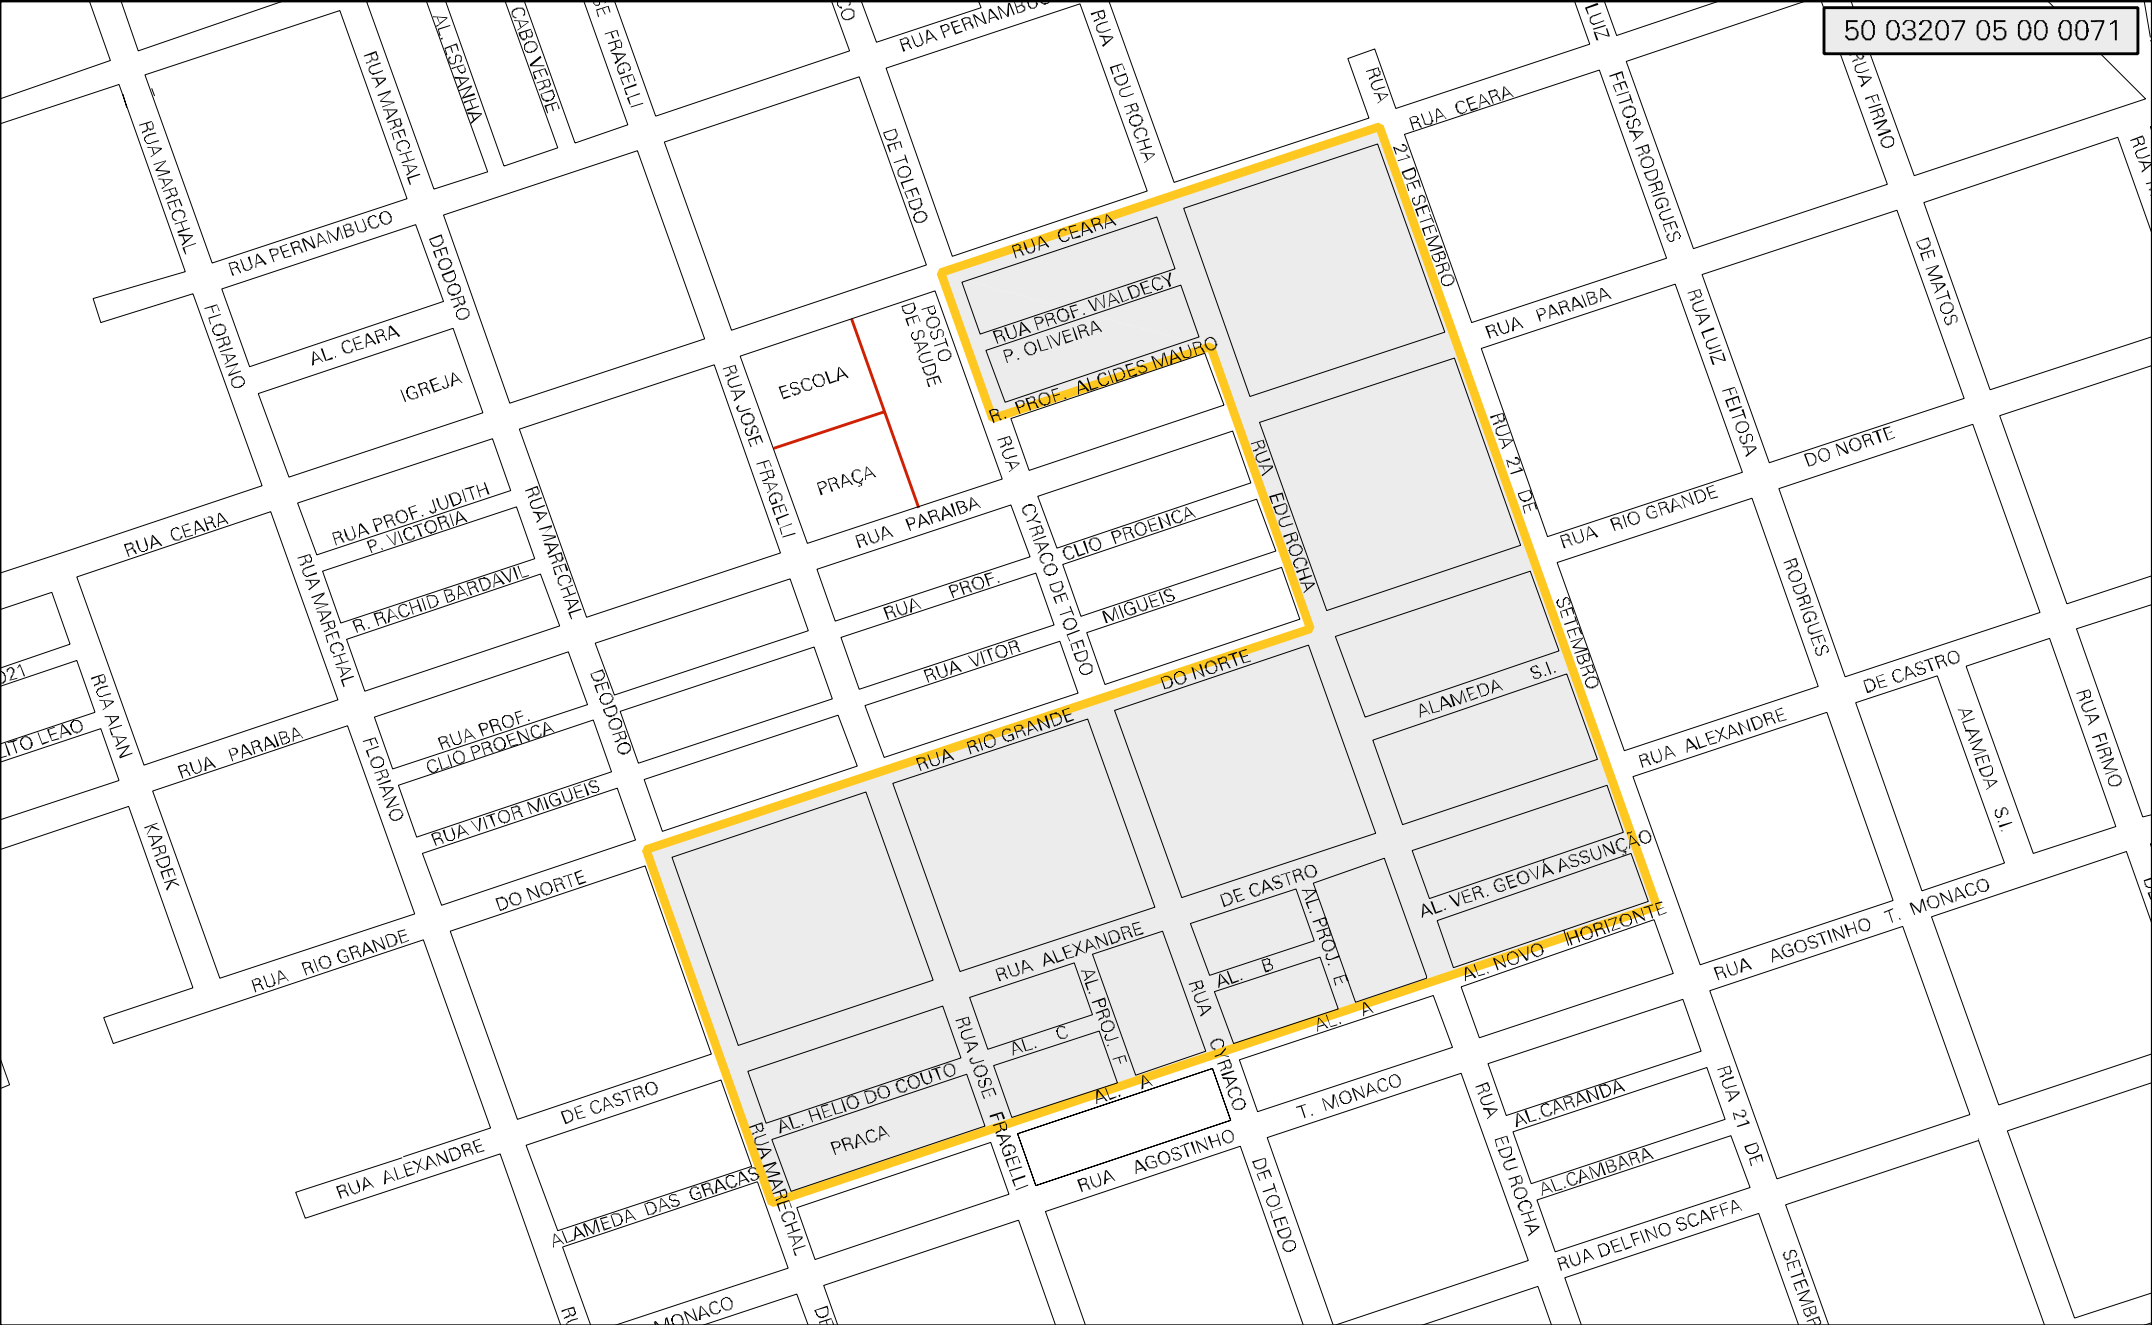 50 03207 05 00 0071
RUA PERNAMBUCO
AL. ESPANHA
CABO VERDE
FRAGELLI
RUA EDU ROCHA
LUIZ
FEITOSA RODRIGUES
RUA FIRMO
RUA MARECHAL
RUA MARECHAL
DE TOLEDO
RUA
RUA CEARA
21 DE SETEMBRO
RUA PERNAMBUCO
DEODORO
RUA CEARA
DE MATOS
AL. CEARA
FLORIANO
IGREJA
POSTO
DE SAUDE
RUA PROF. WALDECY
P. OLIVEIRA
R. PROF. ALCIDES MAURO
RUA PARAIBA
RUA LUIZ FEITOSA
ESCOLA
PRAÇA
RUA JOSE FRAGELLI
RUA
CYRIACO DE TOLEDO
RUA PARAIBA
RUA EDU ROCHA
RUA 21 DE
DO NORTE
RUA RIO GRANDE
RUA CEARA
RUA PROF. JUDITH
P. VICTORIA
RUA MARECHAL
R. RACHID BARDAVIL
RUA MARECHAL
CLIO PROENCA
MIGUEIS
RUA PROF.
RUA VITOR
RODRIGUES
SETEMBRO
021
RUA ALAN
LITO LEAO
RUA PARAIBA
FLORIANO
DEODORO
RUA PROF.
CLIO PROENCA
RUA VITOR MIGUEIS
RUA RIO GRANDE
DO NORTE
ALAMEDA S.I.
DE CASTRO
RUA ALEXANDRE
ALAMEDA S.I.
RUA FIRMO
KARDEK
DO NORTE
RUA RIO GRANDE
DE CASTRO
AL. PROJ. E
AL. VER. GEOVÁ ASSUNÇÃO
AL. NOVO HORIZONTE
RUA AGOSTINHO T. MONACO
RUA ALEXANDRE
AL. B
RUA CYRIACO
AL. PROJ. F
AL. C
AL. A
AL. A
RUA JOSE FRAGELLI
AL. HELIO DO COUTO
PRACA
RUA MARECHAL
DE CASTRO
RUA ALEXANDRE
ALAMEDA DAS GRACAS
RUA AGOSTINHO
T. MONACO
DE TOLEDO
RUA EDU ROCHA
AL.CARANDA
AL.CAMBARA
RUA 21 DE
RUA DELFINO SCAFFA
SETEMBR
MONACO